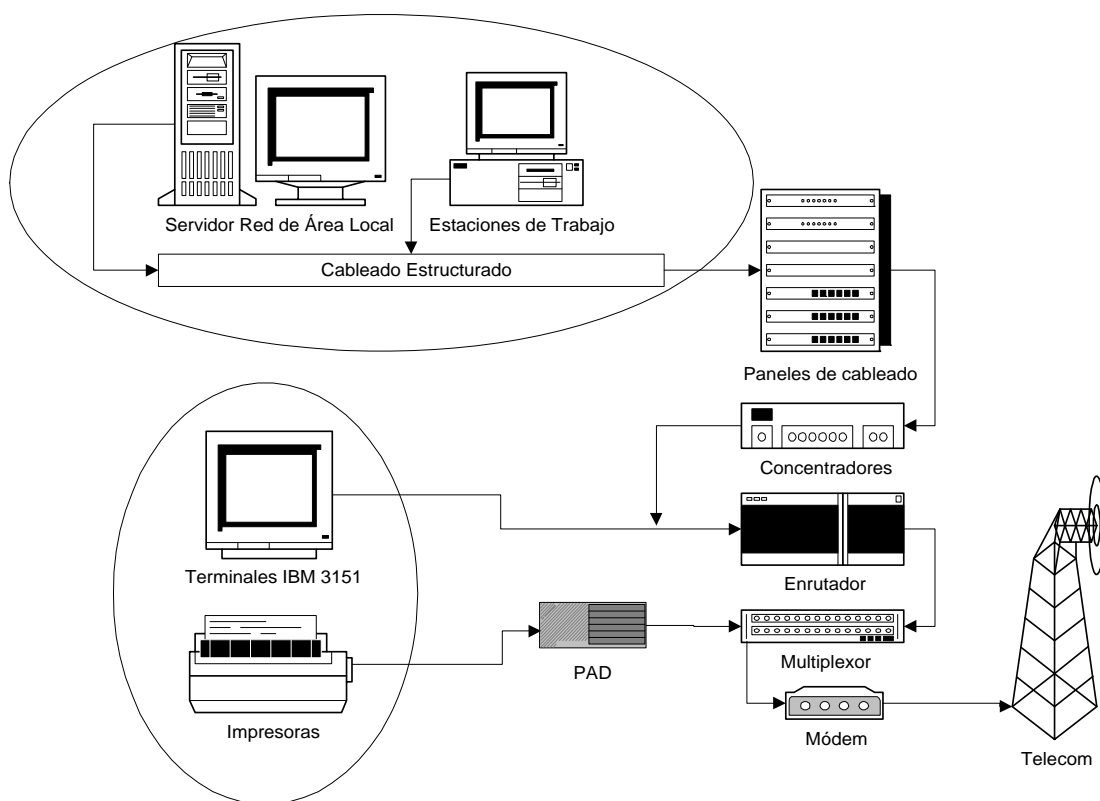 Servidor Red de Área Local
Estaciones de Trabajo
Cableado Estructurado
Paneles de cableado
Concentradores
Terminales IBM 3151
Enrutador
PAD
Multiplexor
Impresoras
Módem
Telecom